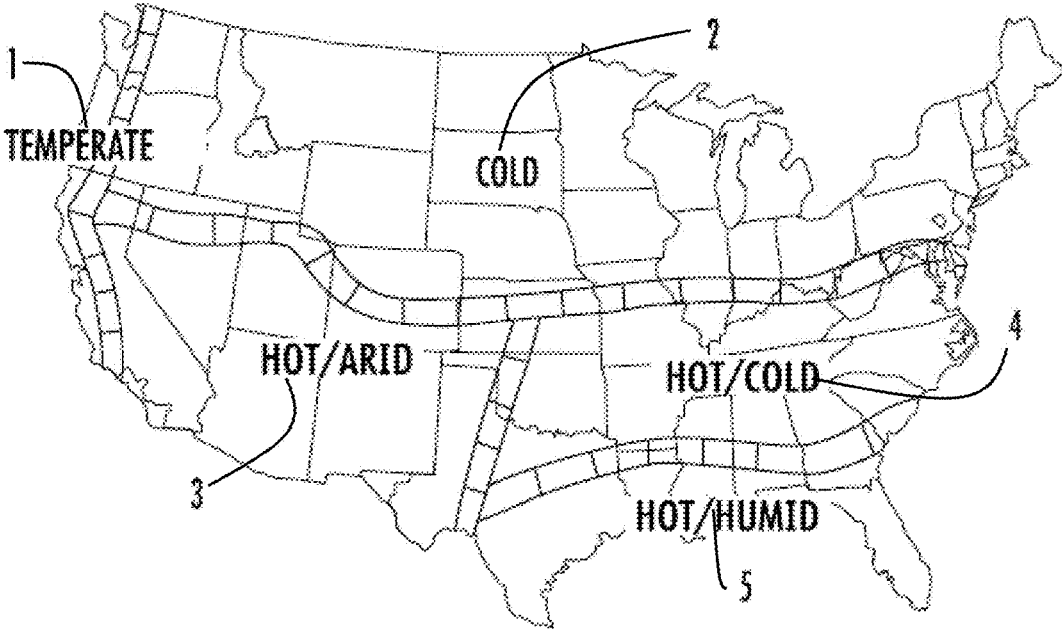 2
1
TEMPERATE
COLD
HOT/ARID
4
HOT/COLD
3
HOT/HUMID
5